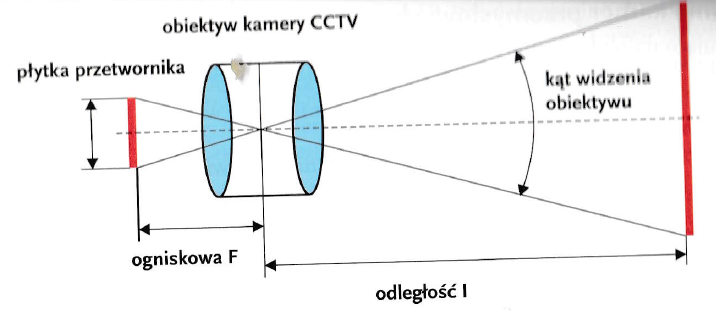 obiektyw kamery CCTV
płytka przetwornika
kąt widzenia
obiektywu
ogniskowa F
odległość l